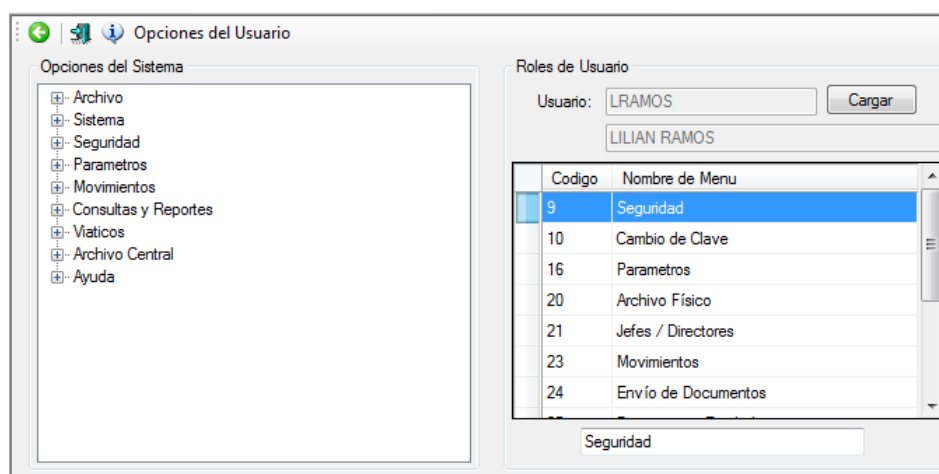 Opciones del Usuario
Opciones del Sistema
Archivo
Sistema
Seguridad
Parametros
Movimientos
Consultas y Reportes
Viaticos
Archivo Central
Ayuda
Roles de Usuario
Usuario: LRAMOS Cargar
LILIAN RAMOS
Codigo Nombre de Menu
9 Seguridad
10 Cambio de Clave
16 Parametros
20 Archivo Físico
21 Jefes / Directores
23 Movimientos
24 Envío de Documentos
Seguridad